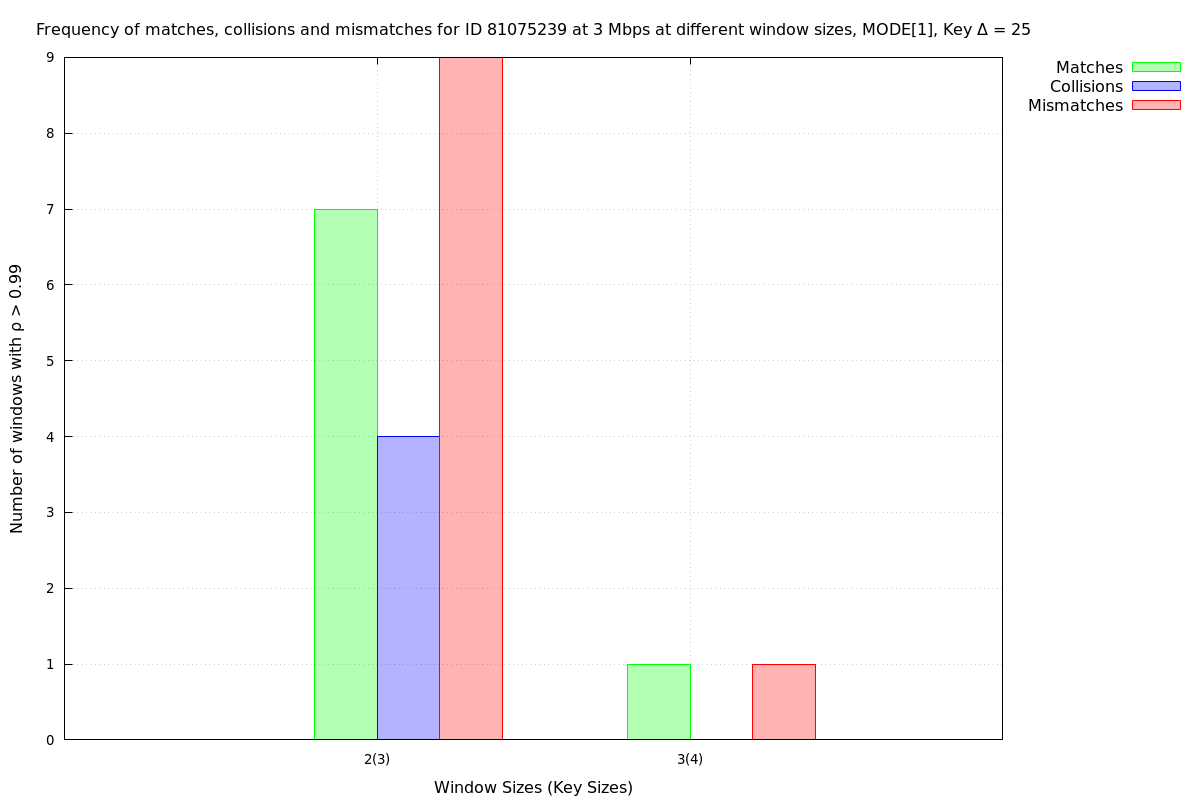 Frequency of matches, collisions and mismatches for ID 81075239 at 3 Mbps at different window sizes, MODE[1], Key Δ = 25
Matches
Collisions
Mismatches
Number of windows with ρ > 0.99
9
8
7
6
5
4
3
2
1
0
2(3)
3(4)
Window Sizes (Key Sizes)